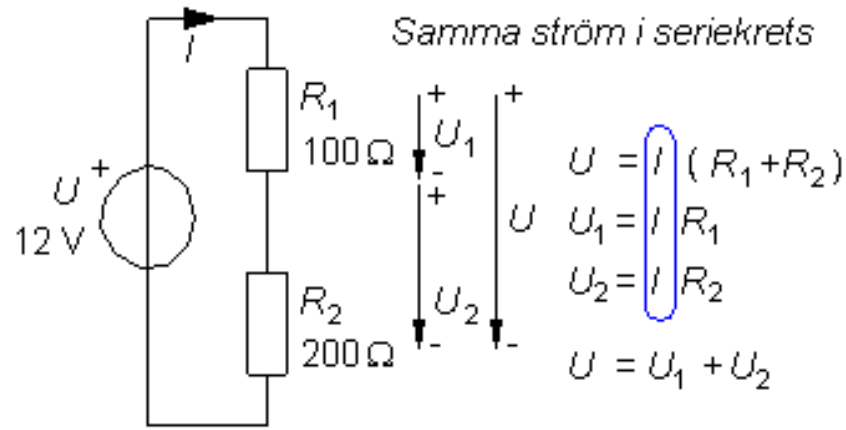 Samma ström i seriekrets
I
R1
100 Ω
U +
12 V
R2
200 Ω
+
U1
-
+
U2
-
+
U
-
U = I ( R1+R2 )
U1= I R1
U2= I R2
U = U1 +U2